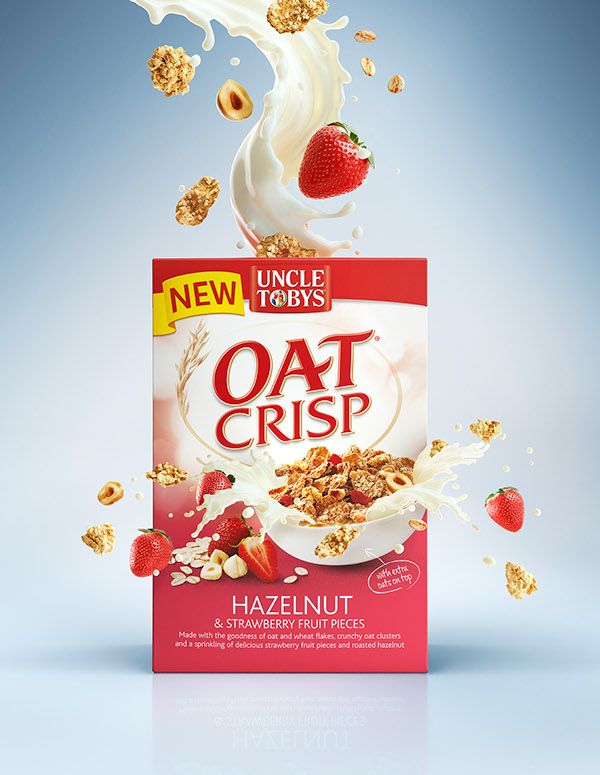 NEW
UNCLE
TOBYS
OAT
CRISP
with extra
oats on top
HAZELNUT
& STRAWBERRY FRUIT PIECES
Made with the goodness of oat and wheat flakes, crunchy oat clusters
and a sprinkling of delicious strawberry fruit pieces and roasted hazelnut